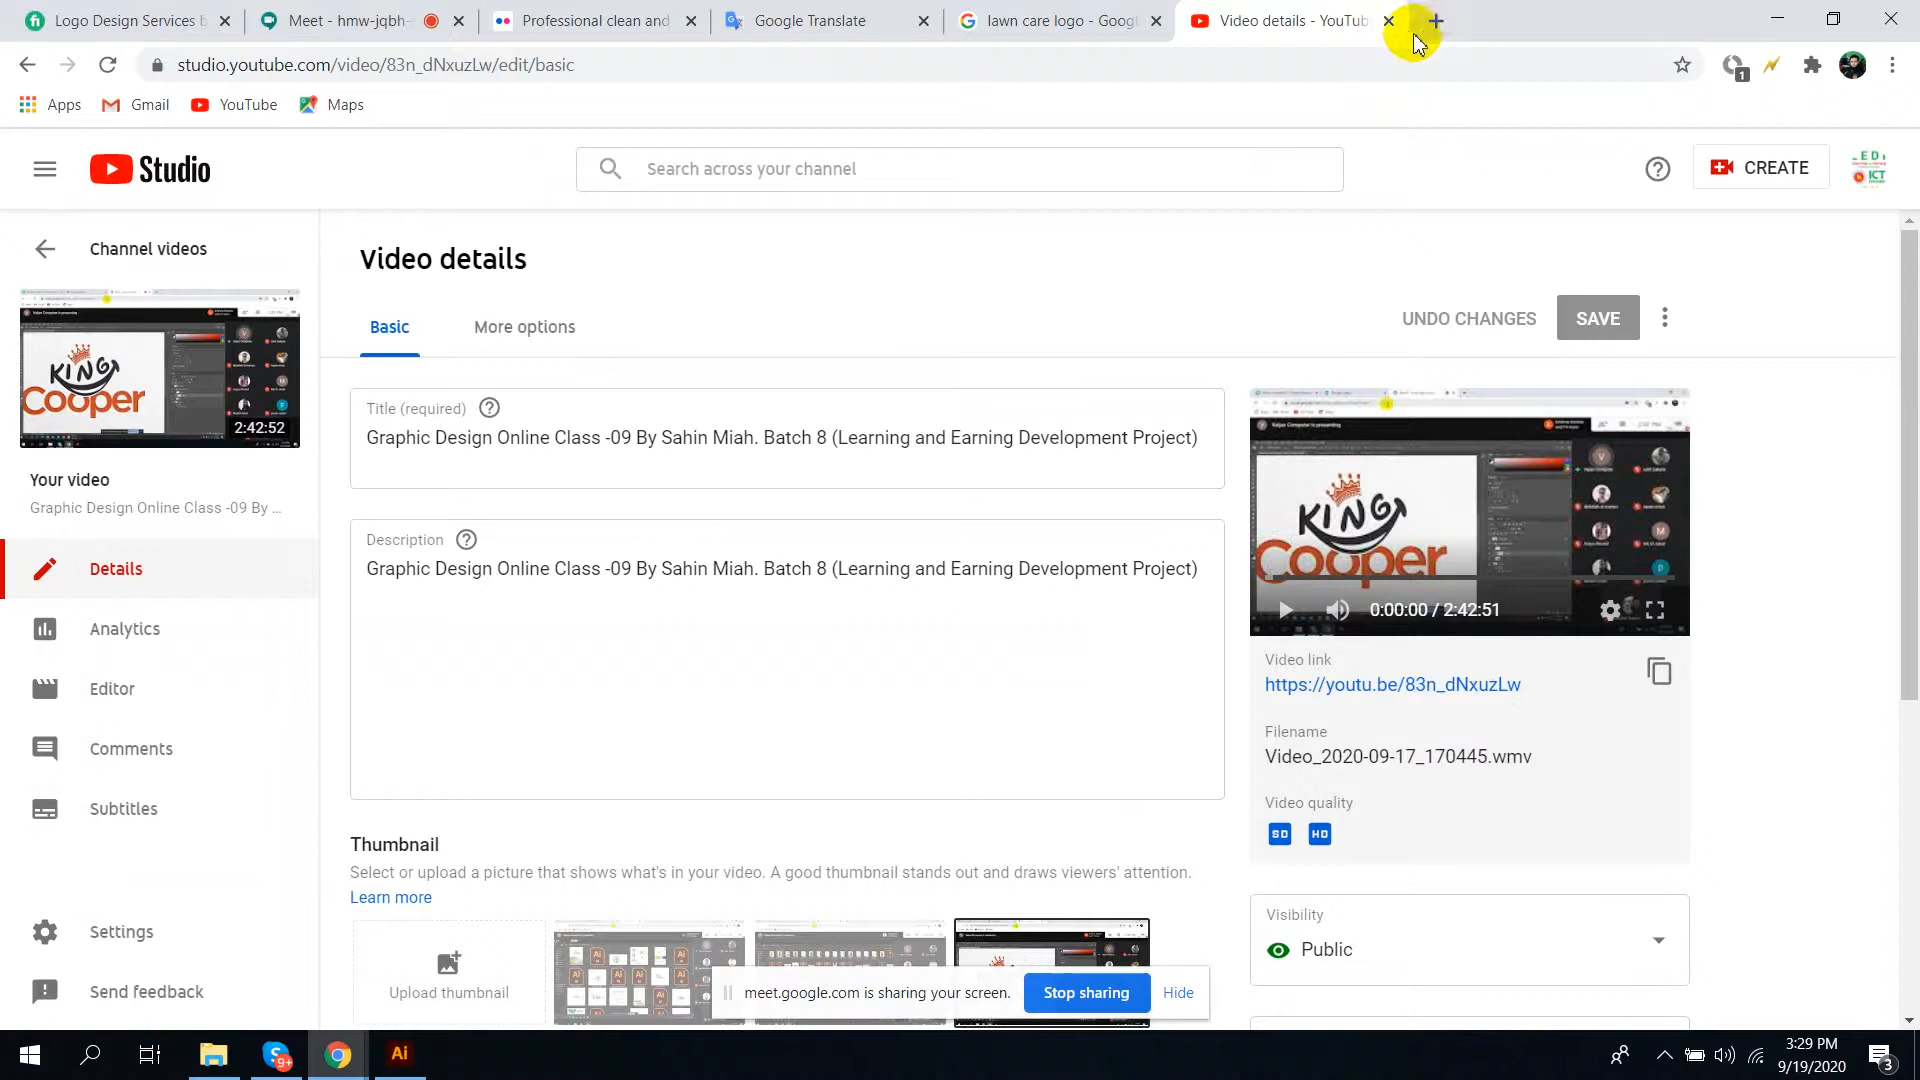 Logo Design Services b
Meet - hmw-jqbh-
Professional clean and
Google Translate
lawn care logo - Googl
Video details - YouTub
studio.youtube.com/video/83n_dNxuzLw/edit/basic
1
Apps
Gmail
YouTube
Maps
Studio
Search across your channel
CREATE
Channel videos
Video details
Basic
More options
UNDO CHANGES
SAVE
KING
Cooper
2:42:52
Your video
Graphic Design Online Class -09 By ...
Title (required)
Graphic Design Online Class -09 By Sahin Miah. Batch 8 (Learning and Earning Development Project)
Description
Graphic Design Online Class -09 By Sahin Miah. Batch 8 (Learning and Earning Development Project)
KING
Cooper
0:00:00 / 2:42:51
Video link
https://youtu.be/83n_dNxuzLw
Filename
Video_2020-09-17_170445.wmv
Video quality
SD
HD
Details
Analytics
Editor
Comments
Subtitles
Settings
Send feedback
Thumbnail
Select or upload a picture that shows what's in your video. A good thumbnail stands out and draws viewers' attention.
Learn more
Upload thumbnail
Visibility
Public
meet.google.com is sharing your screen.
Stop sharing
Hide
9+
Ai
3:29 PM
9/19/2020
3